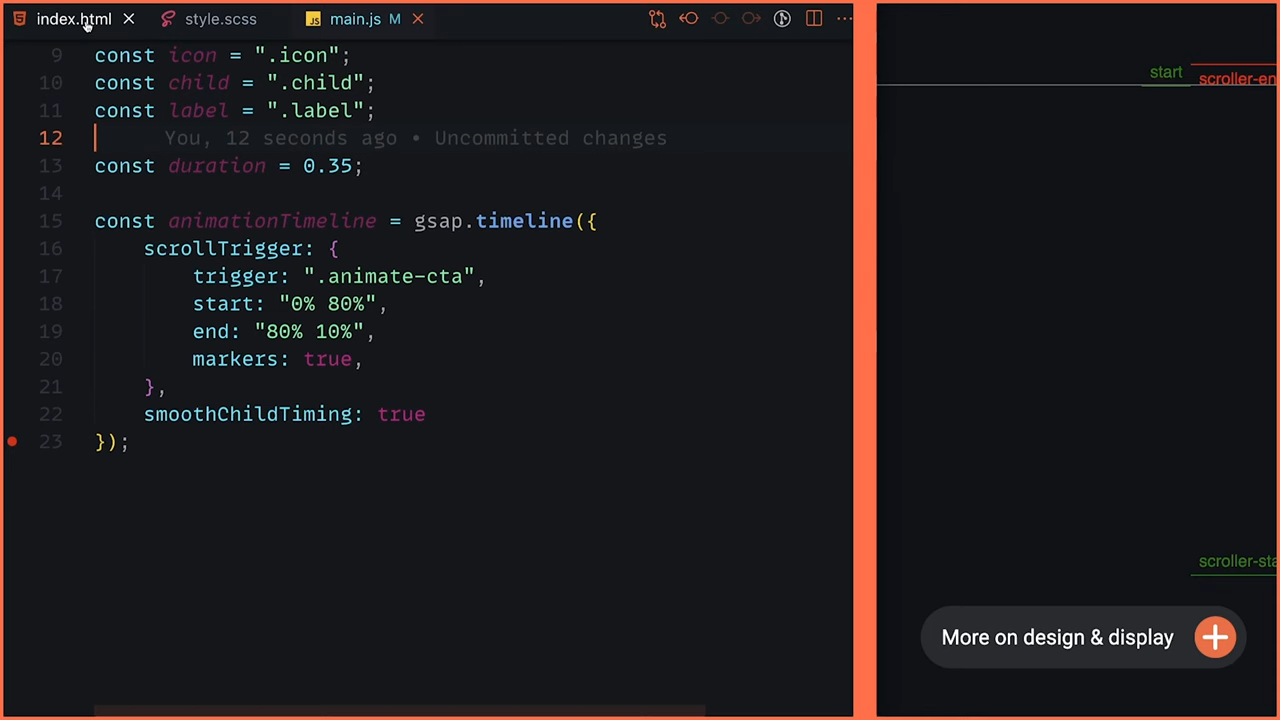 index.html × style.scss JS main.js M × ...
9 const icon = ".icon";
10 const child = ".child";
11 const label = ".label";
12 You, 12 seconds ago • Uncommitted changes
13 const duration = 0.35;
14
15 const animationTimeline = gsap.timeline({
16 scrollTrigger: {
17 trigger: ".animate-cta",
18 start: "0% 80%",
19 end: "80% 10%",
20 markers: true,
21 },
22 smoothChildTiming: true
23 });
start
scroller-en
scroller-sta
More on design & display